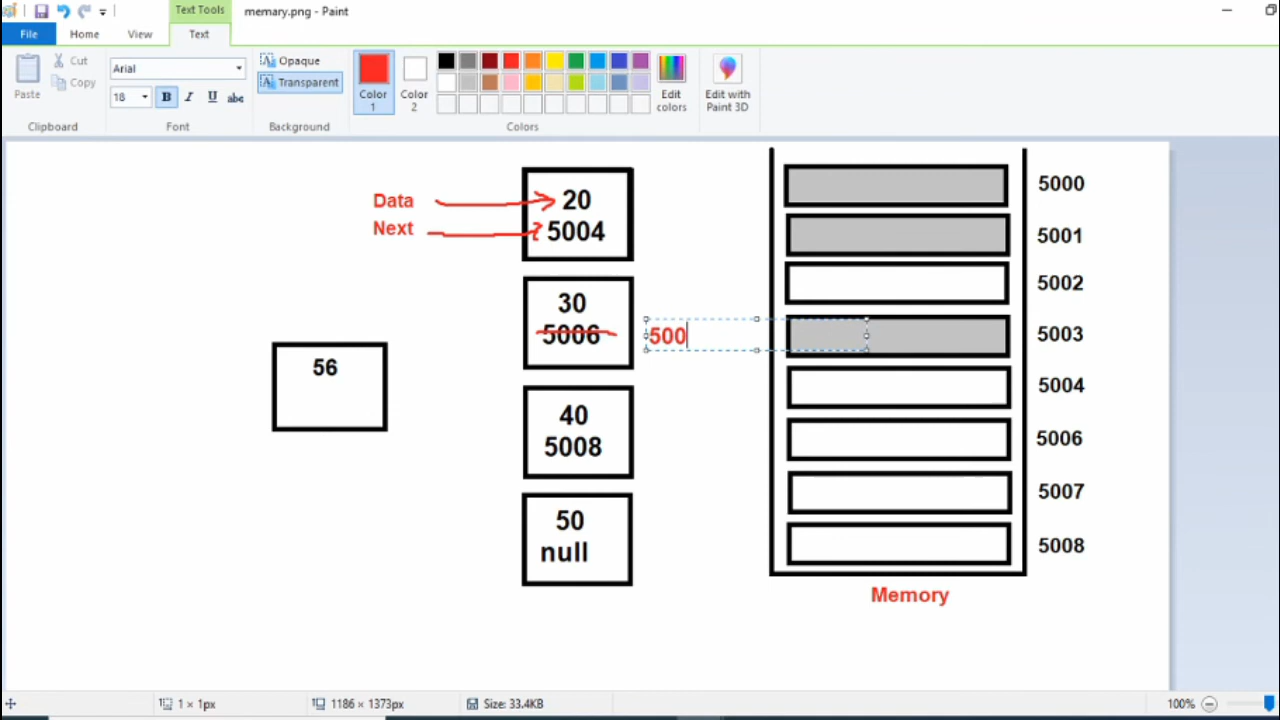 Text Tools
memary.png - Paint
File
Home
View
Text
Paste
Cut
Copy
Clipboard
Arial
18
B I U abc
Font
Opaque
Transparent
Background
Color 1
Color 2
Edit colors
Colors
Edit with Paint 3D
Data
Next
20
5004
30
5006
500
40
5008
50
null
56
5000
5001
5002
5003
5004
5006
5007
5008
Memory
1 × 1px
1186 × 1373px
Size: 33.4KB
100%